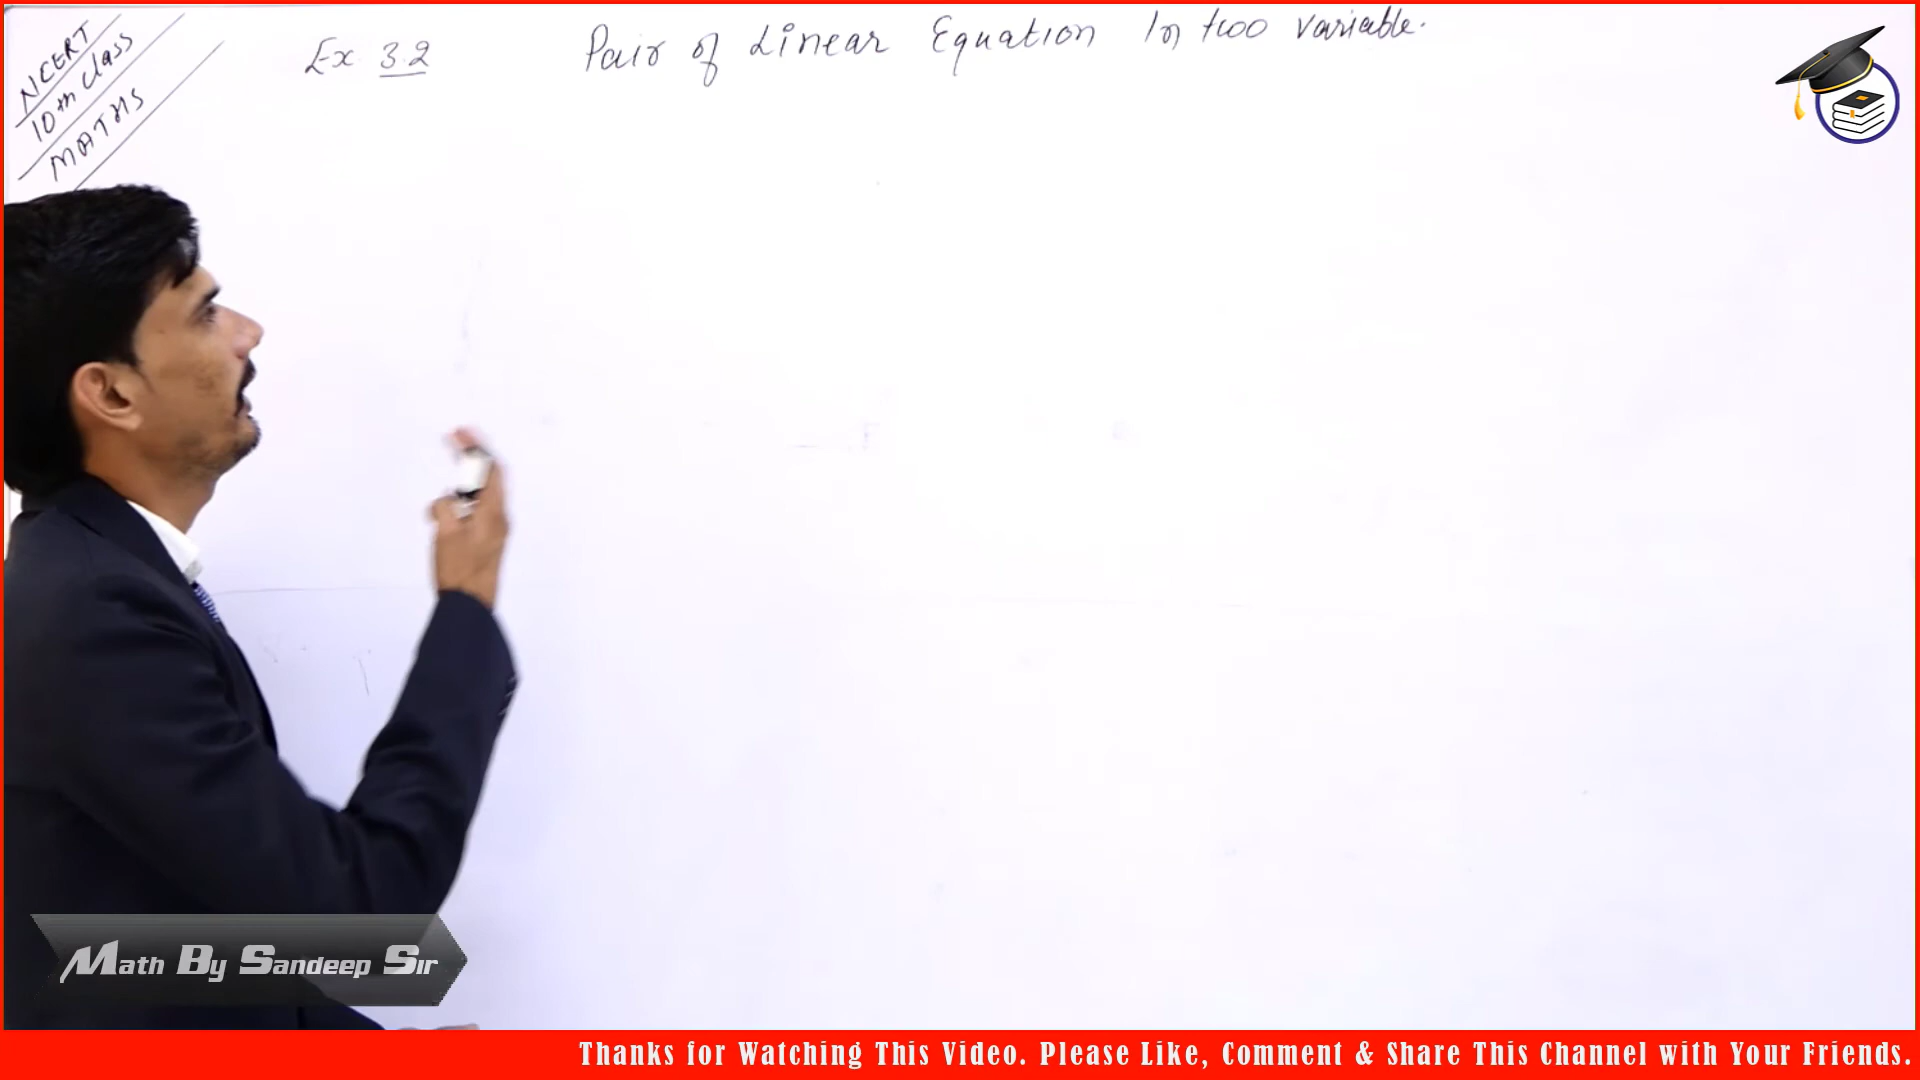 NCERT
10th Class
MATHS
Ex. 3.2
Pair of Linear Equation In two variable.
Math By Sandeep Sir
Thanks for Watching This Video. Please Like, Comment & Share This Channel with Your Friends.